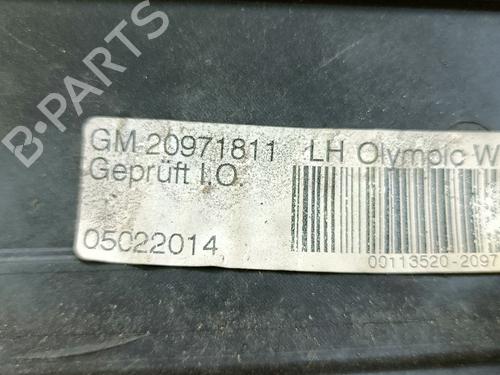 B-PARTS
GM 20971811 LH Olympic W
Geprüft I.O.
05022014
00113520-2097